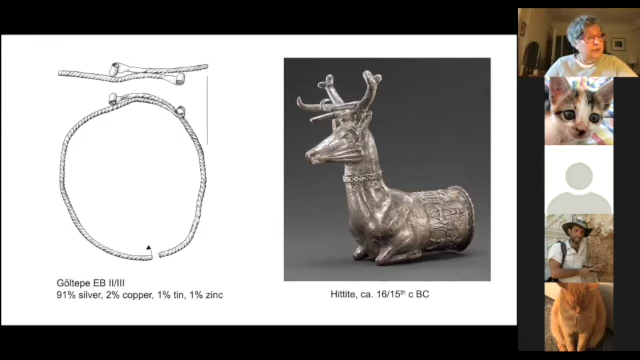 Göltepe EB II/III
91% silver, 2% copper, 1% tin, 1% zinc
Hittite, ca. 16/15th c BC